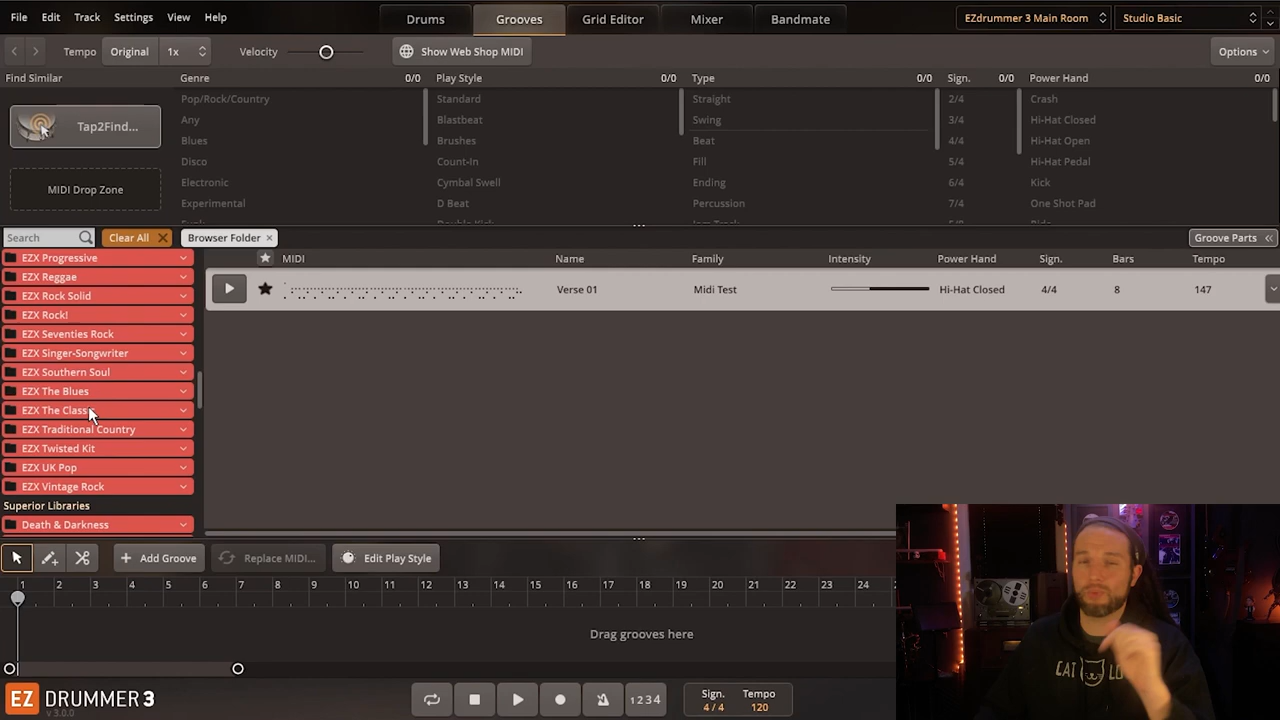 File Edit Track Settings View Help
Drums Grooves Grid Editor Mixer Bandmate
EZdrummer 3 Main Room Studio Basic
Tempo Original 1x Velocity Show Web Shop MIDI Options
Find Similar Genre 0/0 Play Style 0/0 Type 0/0 Sign. 0/0 Power Hand 0/0
Tap2Find...
MIDI Drop Zone
Pop/Rock/Country Standard Straight 2/4 Crash
Any Blastbeat Swing 3/4 Hi-Hat Closed
Blues Brushes Beat 4/4 Hi-Hat Open
Disco Count-In Fill 5/4 Hi-Hat Pedal
Electronic Cymbal Swell Ending 6/4 Kick
Experimental D Beat Percussion 7/4 One Shot Pad
Search Clear All Browser Folder Groove Parts
MIDI Name Family Intensity Power Hand Sign. Bars Tempo
Verse 01 Midi Test Hi-Hat Closed 4/4 8 147
EZX Progressive
EZX Reggae
EZX Rock Solid
EZX Rock!
EZX Seventies Rock
EZX Singer-Songwriter
EZX Southern Soul
EZX The Blues
EZX The
EZX Traditional Country
EZX Twisted Kit
EZX UK Pop
EZX Vintage Rock
Superior Libraries
Death & Darkness
Add Groove Replace MIDI... Edit Play Style
1 2 3 4 5 6 7 8 9 10 11 12 13 14 15 16 17 18 19 20 21 22 23 24
Drag grooves here
EZ DRUMMER 3
v 3.0.0
1234
Sign. Tempo
4 / 4 120
CAT